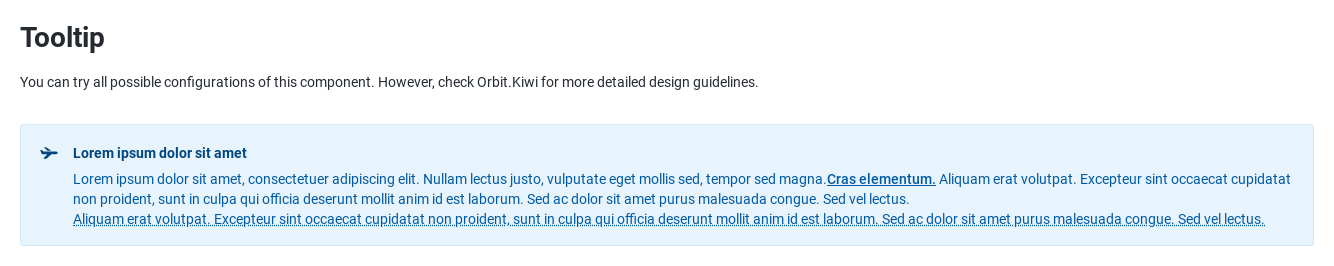 Tooltip
You can try all possible configurations of this component. However, check Orbit.Kiwi for more detailed design guidelines.
Lorem ipsum dolor sit amet
Lorem ipsum dolor sit amet, consectetuer adipiscing elit. Nullam lectus justo, vulputate eget mollis sed, tempor sed magna.Cras elementum. Aliquam erat volutpat. Excepteur sint occaecat cupidatat
non proident, sunt in culpa qui officia deserunt mollit anim id est laborum. Sed ac dolor sit amet purus malesuada congue. Sed vel lectus.
Aliquam erat volutpat. Excepteur sint occaecat cupidatat non proident, sunt in culpa qui officia deserunt mollit anim id est laborum. Sed ac dolor sit amet purus malesuada congue. Sed vel lectus.